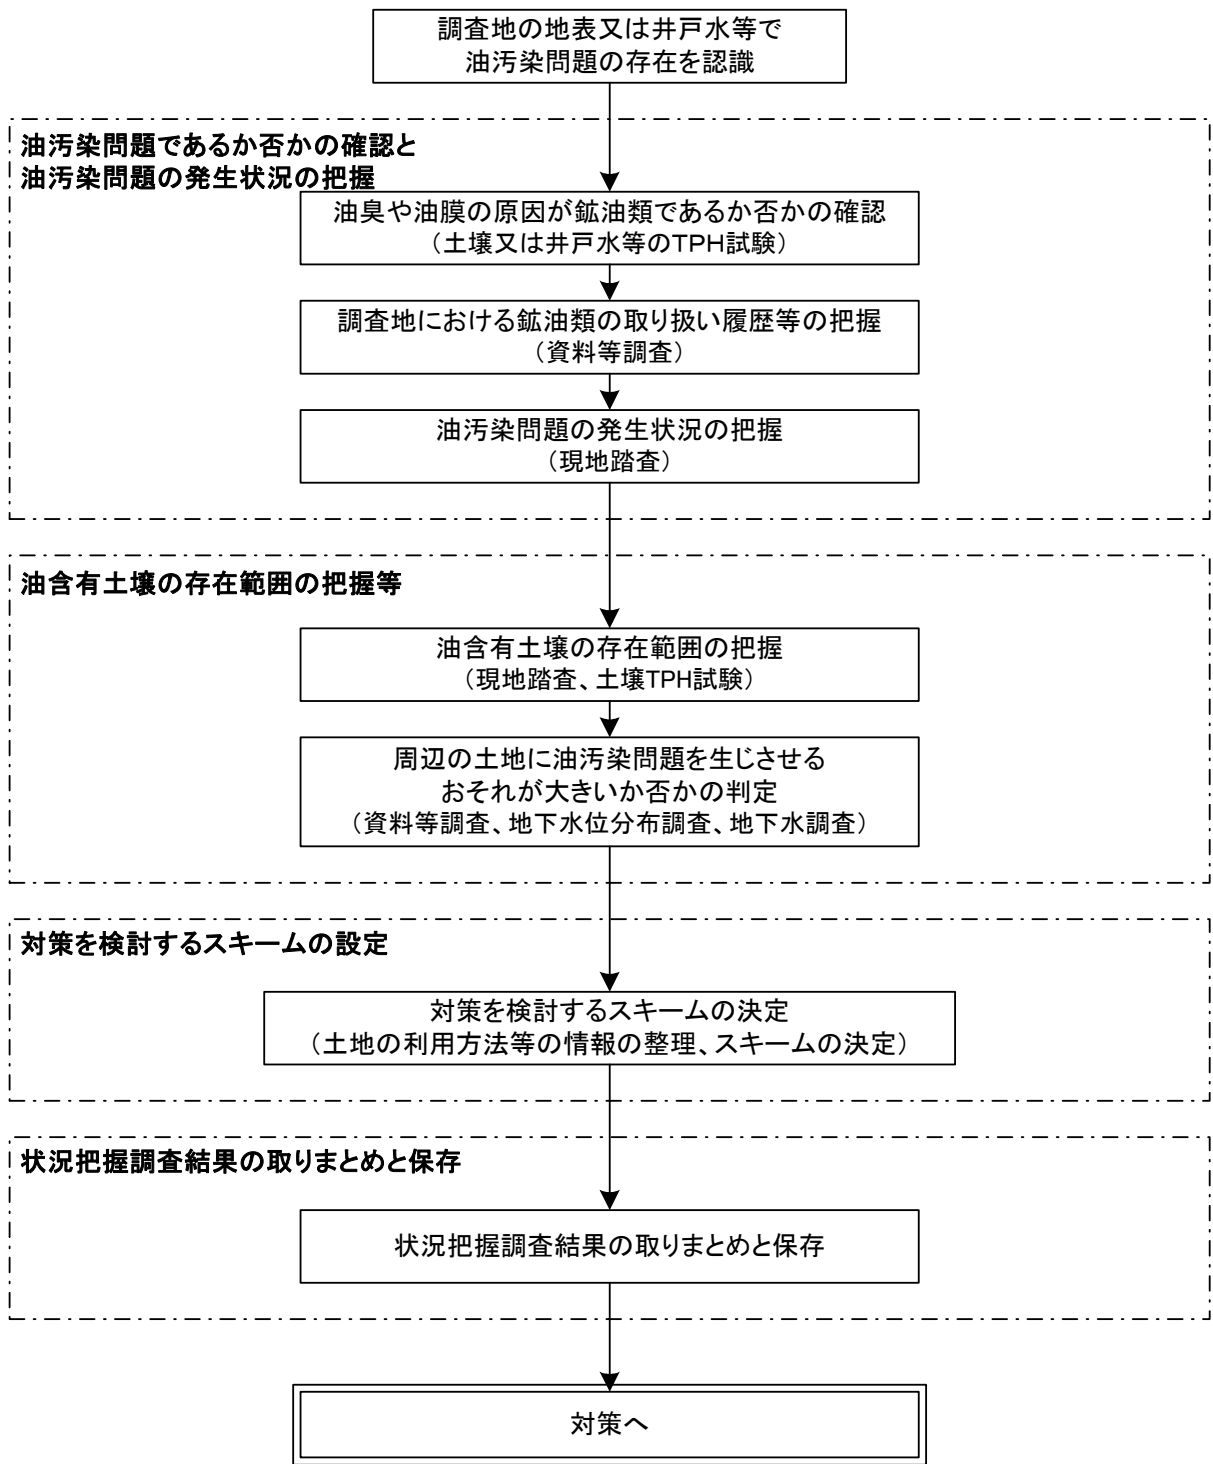 調査地の地表又は井戸水等で
油汚染問題の存在を認識
油汚染問題であるか否かの確認と
油汚染問題の発生状況の把握
油臭や油膜の原因が鉱油類であるか否かの確認
（土壌又は井戸水等のTPH試験）
調査地における鉱油類の取り扱い履歴等の把握
（資料等調査）
油汚染問題の発生状況の把握
（現地踏査）
油含有土壌の存在範囲の把握等
油含有土壌の存在範囲の把握
（現地踏査、土壌TPH試験）
周辺の土地に油汚染問題を生じさせる
おそれが大きいか否かの判定
（資料等調査、地下水位分布調査、地下水調査）
対策を検討するスキームの設定
対策を検討するスキームの決定
（土地の利用方法等の情報の整理、スキームの決定）
状況把握調査結果の取りまとめと保存
状況把握調査結果の取りまとめと保存
対策へ